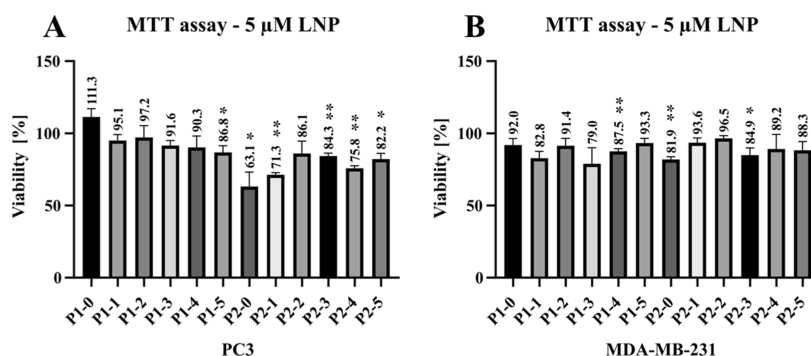 A MTT assay - 5 µM LNP
Viability [%]
150
100
50
0
111.3
95.1
97.2
91.6
90.3
86.8 *
63.1 *
71.3 **
86.1
84.3 **
75.8 **
82.2 *
P1-0
P1-1
P1-2
P1-3
P1-4
P1-5
P2-0
P2-1
P2-2
P2-3
P2-4
P2-5
PC3
B MTT assay - 5 µM LNP
Viability [%]
150
100
50
0
92.0
82.8
91.4
79.0
87.5 **
93.3
81.9 **
93.6
96.5
84.9 *
89.2
88.3
P1-0
P1-1
P1-2
P1-3
P1-4
P1-5
P2-0
P2-1
P2-2
P2-3
P2-4
P2-5
MDA-MB-231